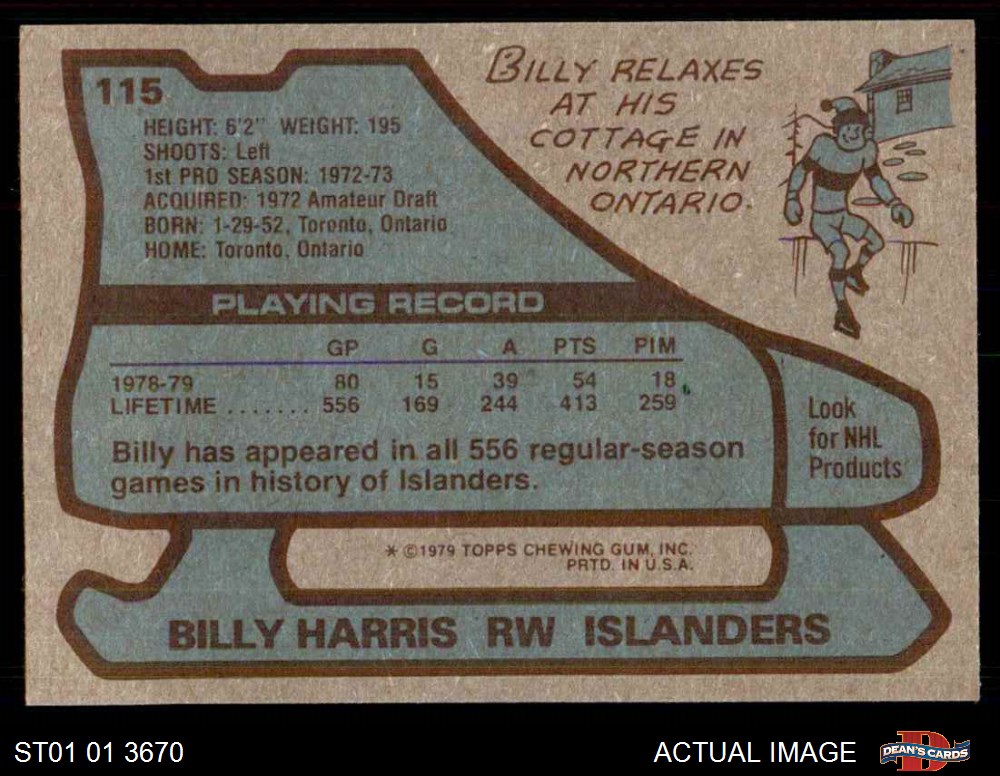 115
HEIGHT: 6'2" WEIGHT: 195
SHOOTS: Left
1st PRO SEASON: 1972-73
ACQUIRED: 1972 Amateur Draft
BORN: 1-29-52, Toronto, Ontario
HOME: Toronto, Ontario
BILLY RELAXES
AT HIS
COTTAGE IN
NORTHERN
ONTARIO.
PLAYING RECORD
GP G A PTS PIM
1978-79 80 15 39 54 18
LIFETIME ....... 556 169 244 413 259
Billy has appeared in all 556 regular-season
games in history of Islanders.
Look
for NHL
Products
* ©1979 TOPPS CHEWING GUM, INC.
PRTD. IN U.S.A.
BILLY HARRIS RW ISLANDERS
ST01 01 3670
ACTUAL IMAGE
D
DEAN'S CARDS